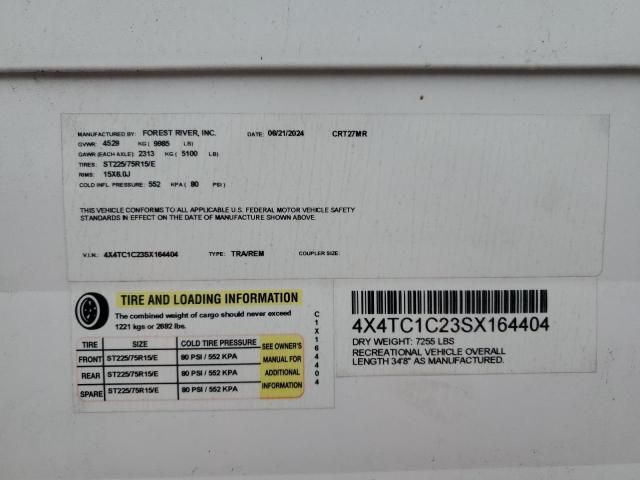 MANUFACTURED BY: FOREST RIVER, INC. DATE: 06/21/2024 CRT27MR
GVWR: 4529 KG ( 9985 LB)
GAWR (EACH AXLE): 2313 KG ( 5100 LB)
TIRES: ST225/75R15/E
RIMS: 15X6.0J
COLD INFL. PRESSURE: 552 KPA ( 80 PSI )
THIS VEHICLE CONFORMS TO ALL APPLICABLE U.S. FEDERAL MOTOR VEHICLE SAFETY
STANDARDS IN EFFECT ON THE DATE OF MANUFACTURE SHOWN ABOVE.
V.I.N.: 4X4TC1C23SX164404 TYPE: TRA/REM COUPLER SIZE:
TIRE AND LOADING INFORMATION
The combined weight of cargo should never exceed
1221 kgs or 2692 lbs.
TIRE SIZE COLD TIRE PRESSURE
FRONT ST225/75R15/E 80 PSI / 552 KPA
REAR ST225/75R15/E 80 PSI / 552 KPA
SPARE ST225/75R15/E 80 PSI / 552 KPA
SEE OWNER'S
MANUAL FOR
ADDITIONAL
INFORMATION
C1X164404
4X4TC1C23SX164404
DRY WEIGHT: 7255 LBS
RECREATIONAL VEHICLE OVERALL
LENGTH 34'8" AS MANUFACTURED.